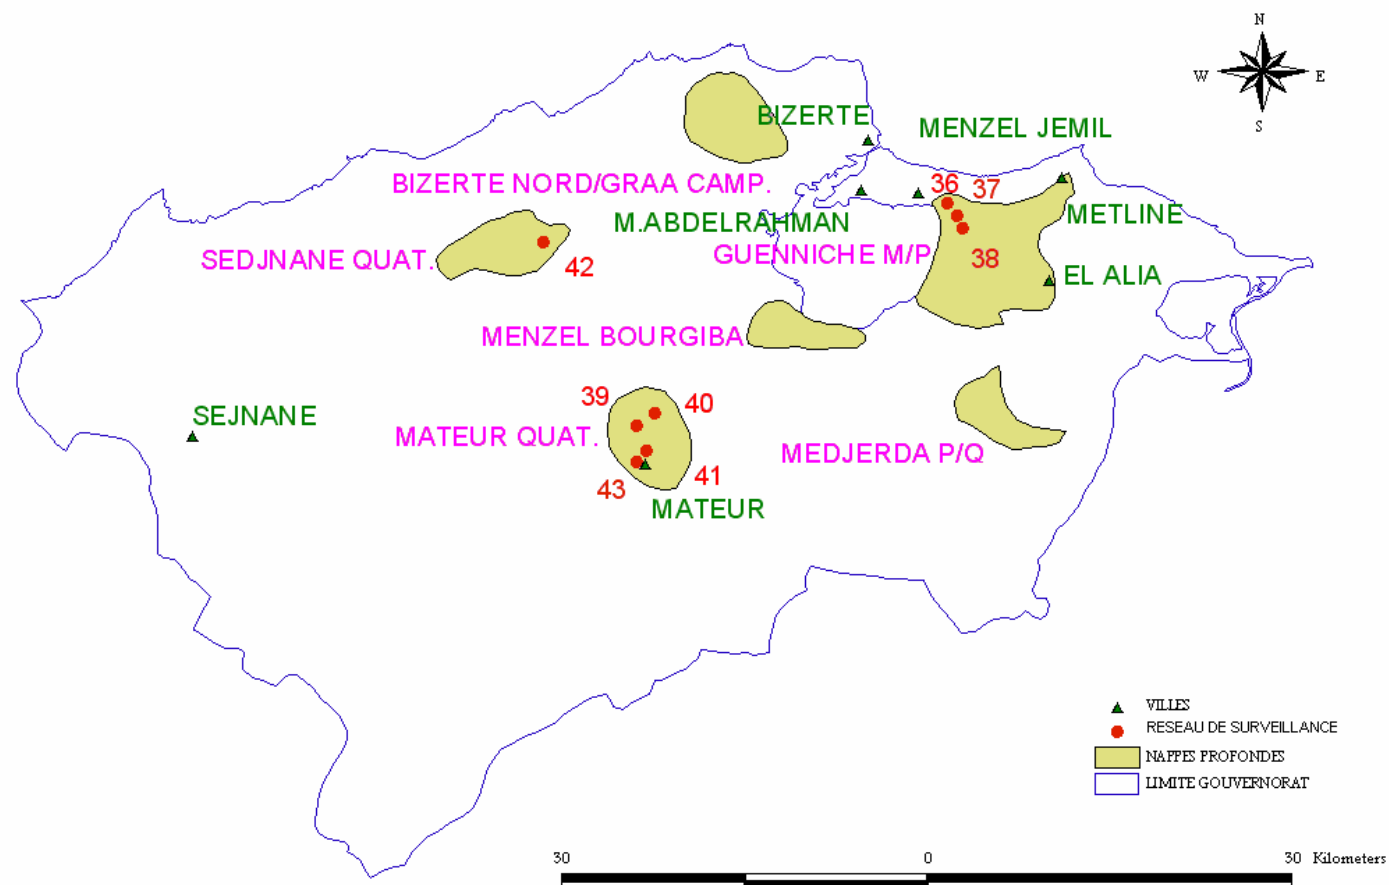 N
W E
S
BIZERTE
MENZEL JEMIL
BIZERTE NORD/GRAA CAMP.
36 37
METLINE
M.ABDELRAHMAN
GUENNICHE M/P
38
SEDJNANE QUAT.
42
EL ALIA
MENZEL BOURGIBA
39
40
SEJNANE
MATEUR QUAT.
MEDJERDA P/Q
41
43
MATEUR
VILLES
RESEAU DE SURVEILLANCE
NAPPES PROFONDES
LIMITE GOUVERNORAT
30 0 30 Kilometers